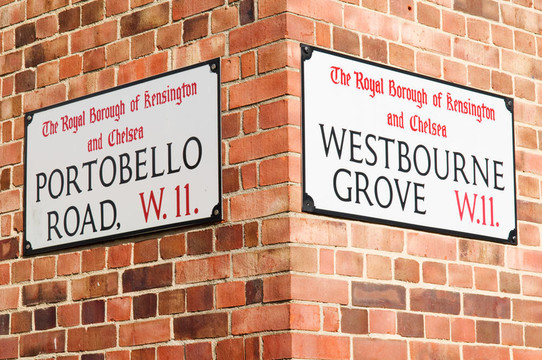 The Royal Borough of Kensington
and Chelsea
PORTOBELLO
ROAD, W.11.
The Royal Borough of Kensington
and Chelsea
WESTBOURNE
GROVE W.11.